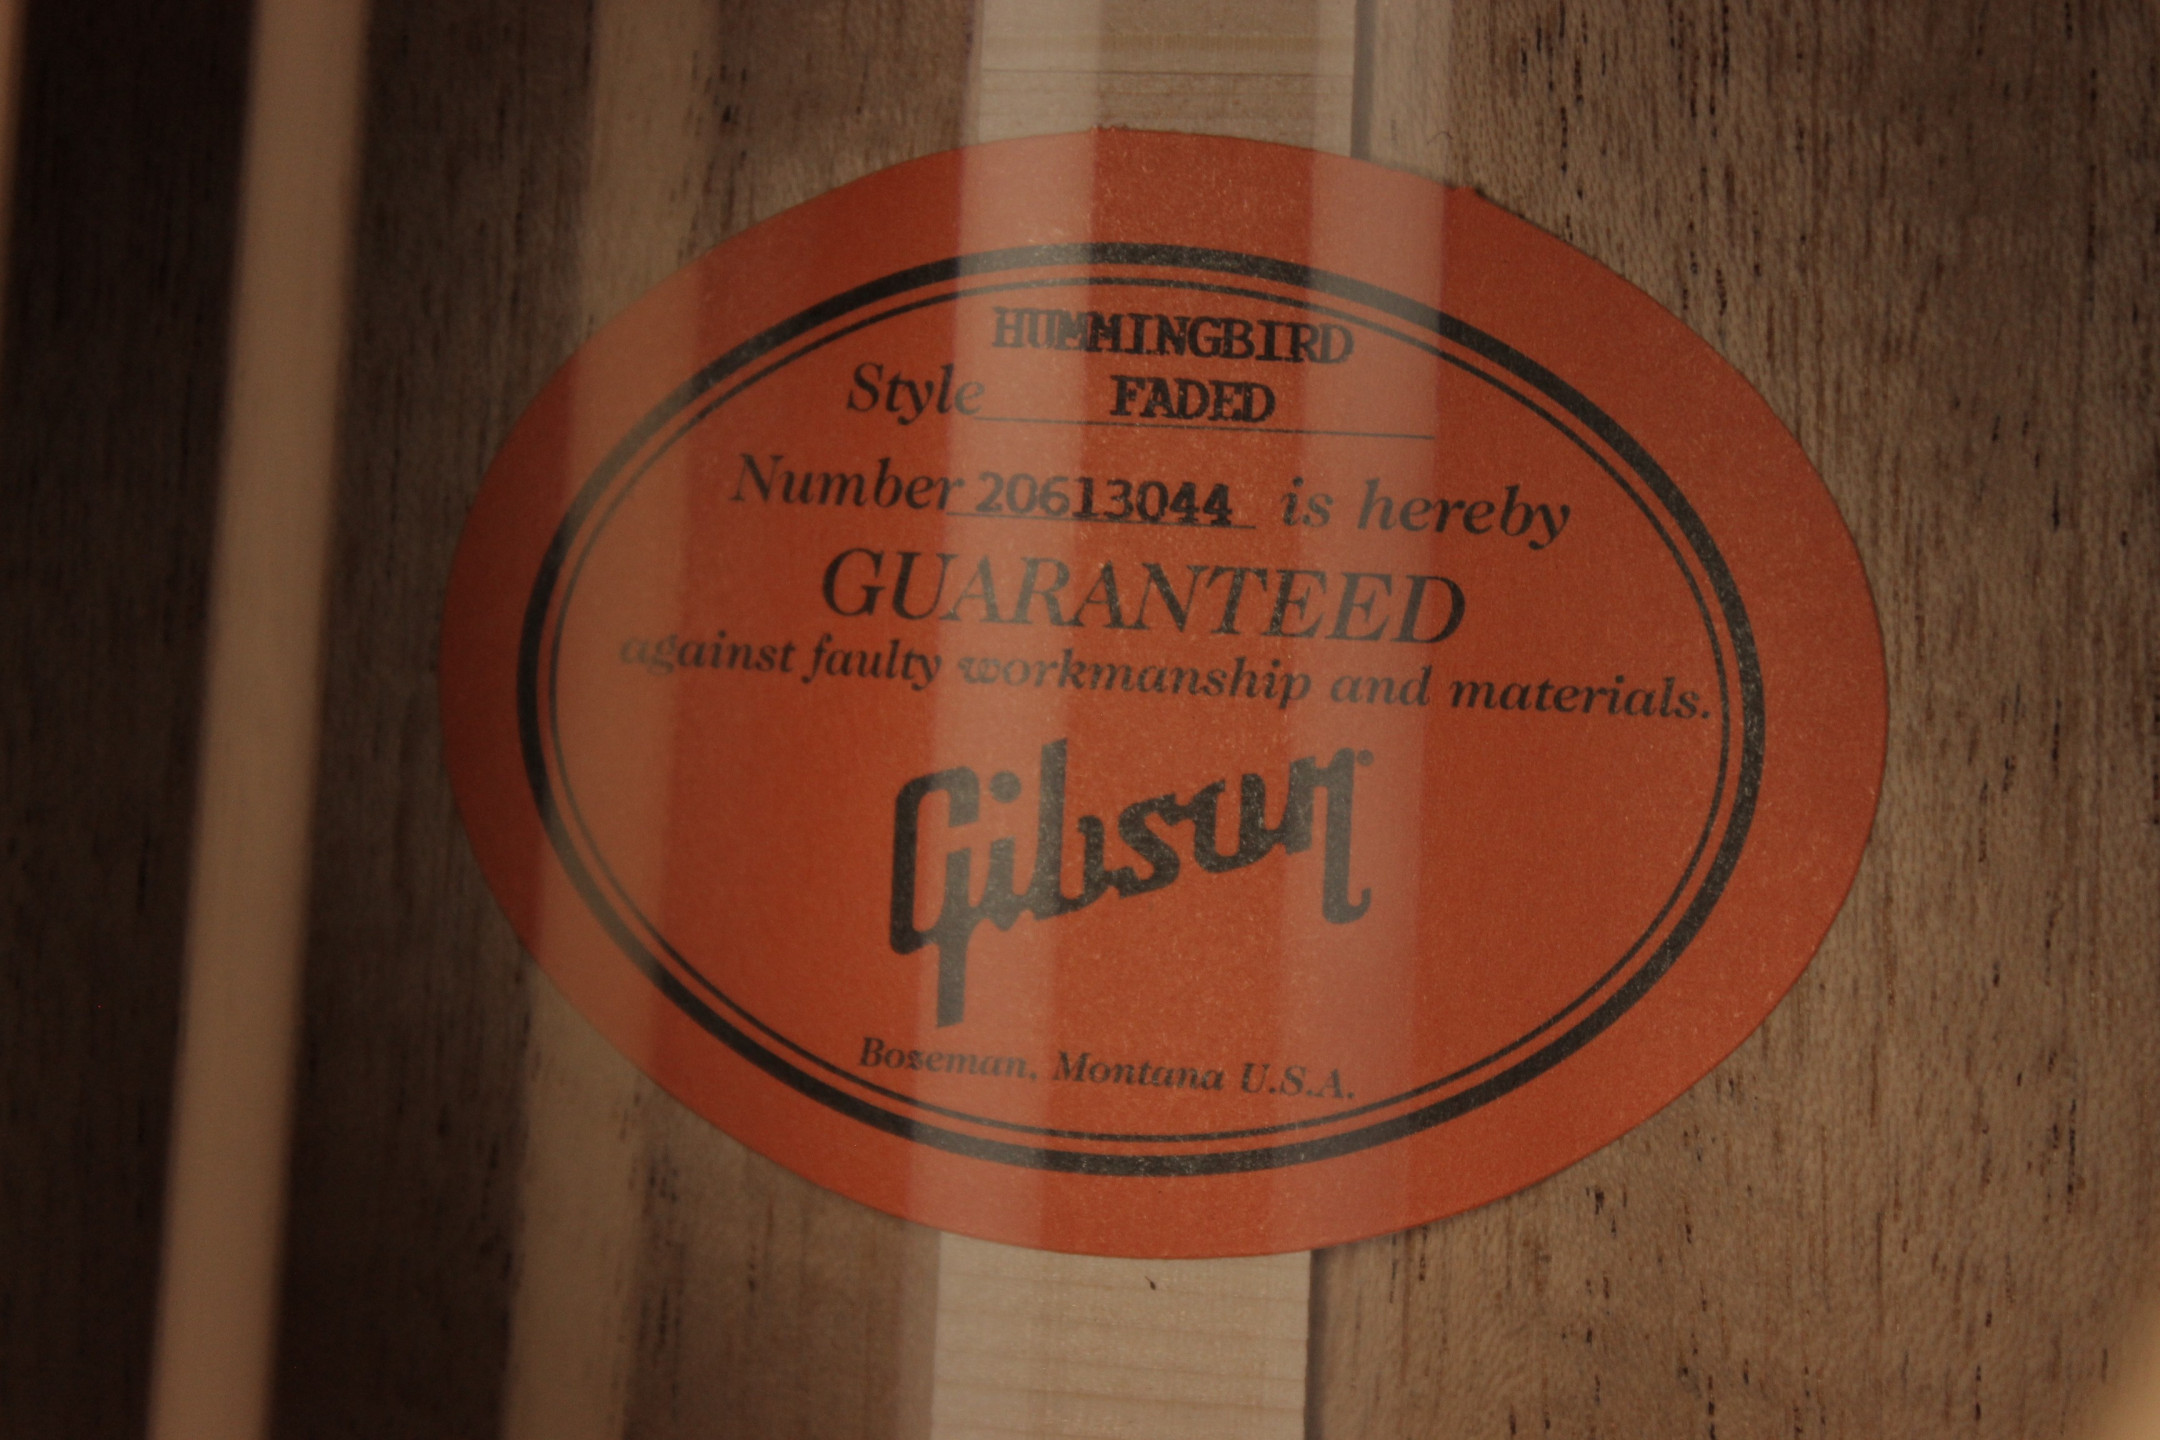 HUMMINGBIRD
Style FADED
Number 20613044 is hereby
GUARANTEED
against faulty workmanship and materials.
Gibson
Bozeman, Montana U.S.A.